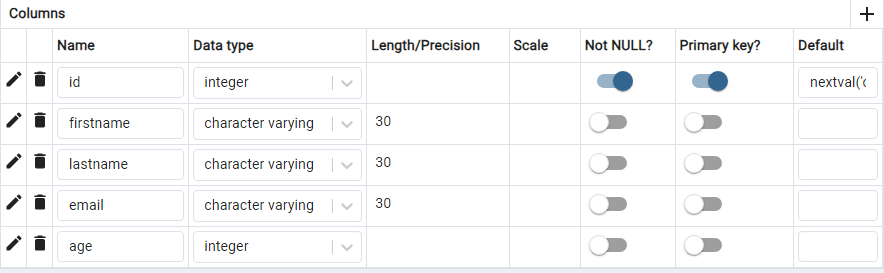 Columns
Name Data type Length/Precision Scale Not NULL? Primary key? Default
id integer nextval('c
firstname character varying 30
lastname character varying 30
email character varying 30
age integer